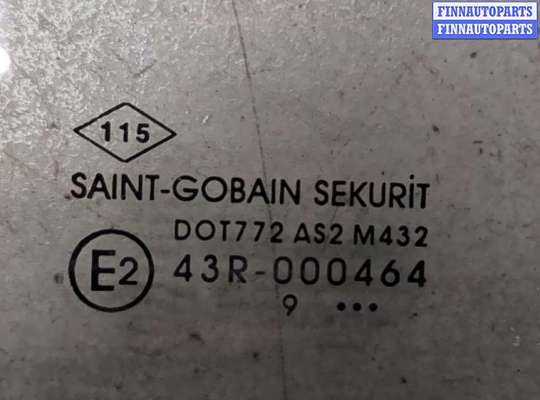 FINNAUTOPARTS
FINNAUTOPARTS
115
SAINT-GOBAIN SEKURIT
DOT772 AS2 M432
E2 43R-000464
9 •••